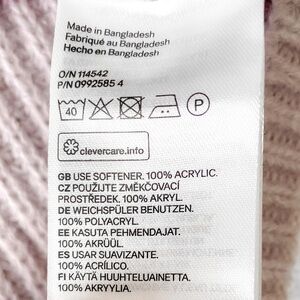 Made in Bangladesh
Fabriqué au Bangladesh
Hecho en Bangladesh
O/N 114542
P/N 0992585 4
40 P
clevercare.info
GB USE SOFTENER. 100% ACRYLIC.
CZ POUŽIJTE ZMĚKČOVACÍ
PROSTŘEDEK. 100% AKRYL.
DE WEICHSPÜLER BENUTZEN.
100% POLYACRYL.
EE KASUTA PEHMENDAJAT.
100% AKRÜÜL.
ES USAR SUAVIZANTE.
100% ACRÍLICO.
FI KÄYTÄ HUUHTELUAINETTA.
100% AKRYYLIA.